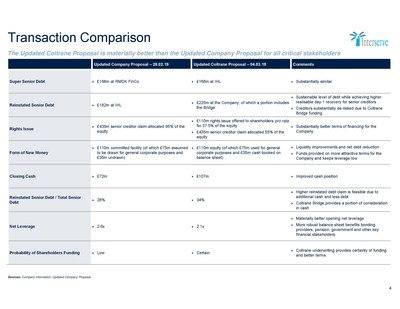 Transaction Comparison
Interserve
The Updated Coltrane Proposal is materially better than the Updated Company Proposal for all critical stakeholders
Updated Company Proposal – 28.02.19
Updated Coltrane Proposal – 04.03.19
Comments
Super Senior Debt
£168m at RMDK FinCo
£168m at IHL
Substantially similar
Reinstated Senior Debt
£182m at IHL
£225m at the Company, of which a portion includes
the Bridge
Sustainable level of debt while achieving higher
realisable day-1 recovery for senior creditors
Creditors substantially de-risked due to Coltrane
Bridge funding
Rights Issue
£435m senior creditor claim allocated 95% of the
equity
£110m rights issue offered to shareholders pro rata
for 37.5% of the equity
£435m senior creditor claim allocated 55% of the
equity
Substantially better terms of financing for the
Company
Form of New Money
£110m committed facility (of which £75m assumed
to be drawn for general corporate purposes and
£35m undrawn)
£110m equity (of which £75m used for general
corporate purposes and £35m cash located on
balance sheet)
Liquidity improvements and net debt reduction
Funds provided on more attractive terms for the
Company and keeps leverage low
Closing Cash
£72m
£107m
Improved cash position
Reinstated Senior Debt / Total Senior
Debt
28%
34%
Higher reinstated debt claim is feasible due to
additional cash and less debt
Coltrane Bridge provides a portion of consideration
in cash
Net Leverage
2.6x
2.1x
Materially better opening net leverage
More robust balance sheet benefits bonding
providers, pension, government and other key
financial stakeholders
Probability of Shareholders Funding
Low
Certain
Coltrane underwriting provides certainty of funding
and better terms
Sources: Company information, Updated Company Proposal
4